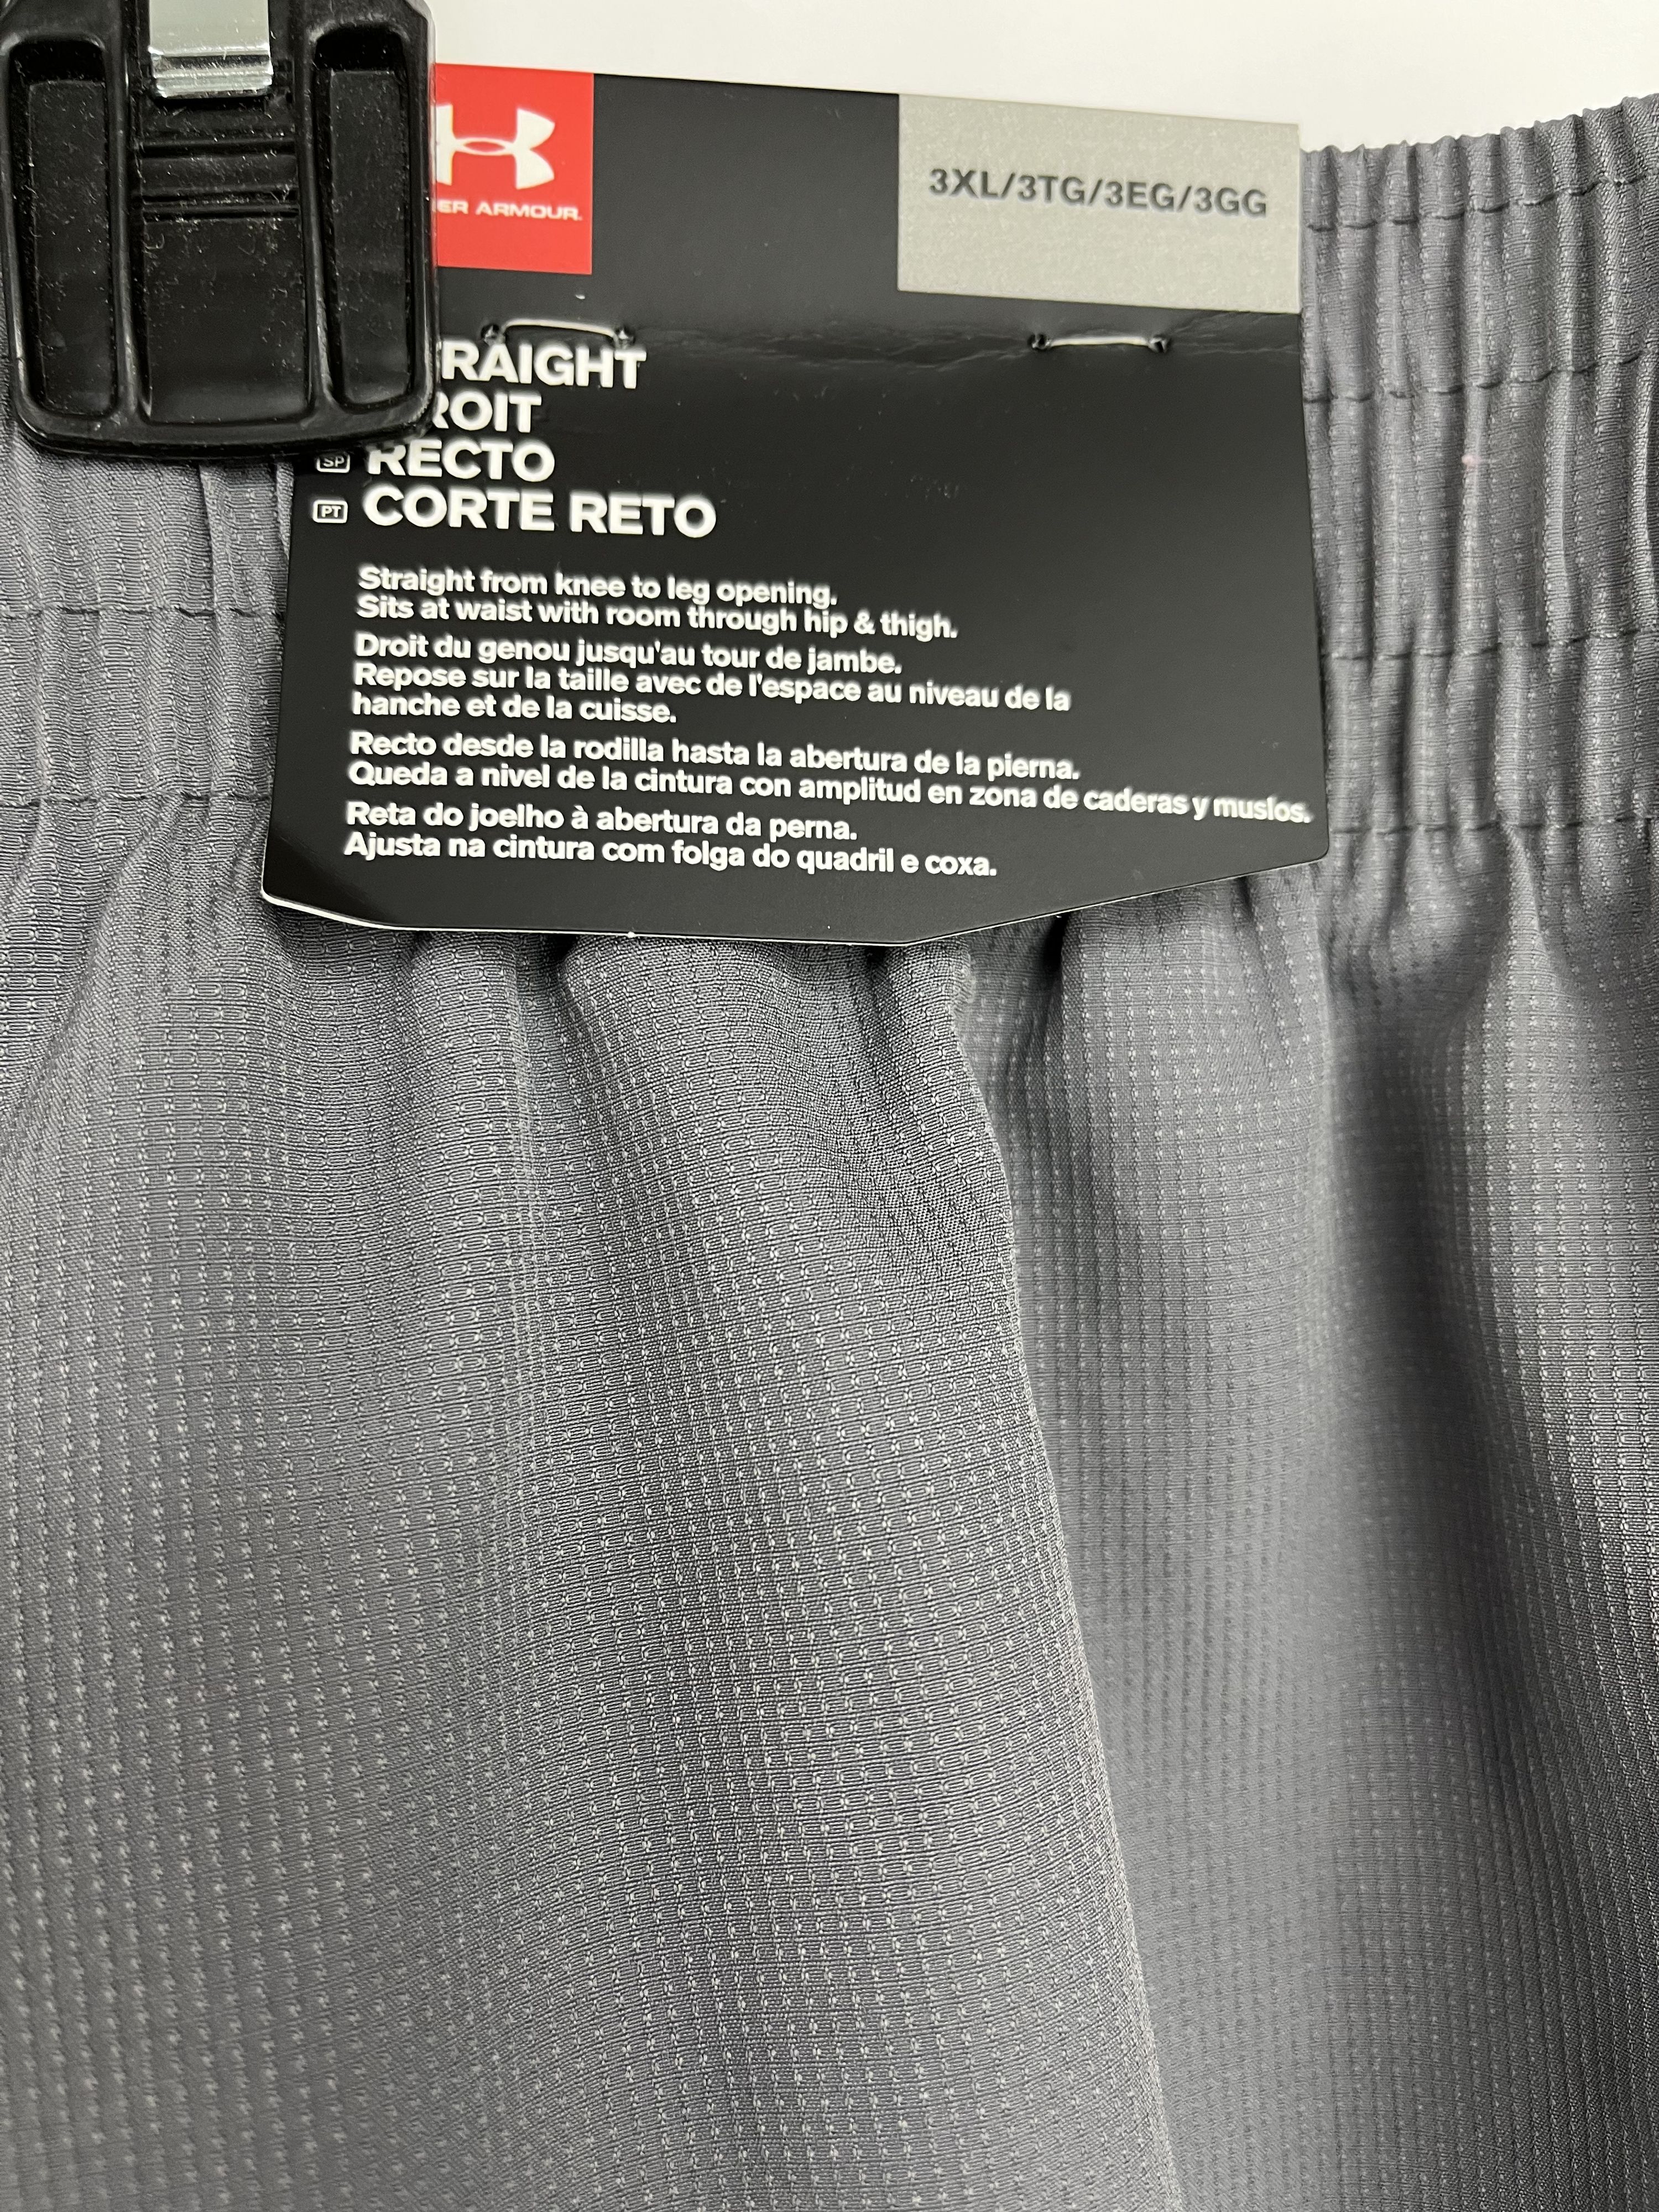 ARMOUR.
3XL/3TG/3EG/3GG
SP RECTO
PT CORTE RETO
Straight from knee to leg opening.
Sits at waist with room through hip & thigh.
Droit du genou jusqu'au tour de jambe.
Repose sur la taille avec de l'espace au niveau de la
hanche et de la cuisse.
Recto desde la rodilla hasta la abertura de la pierna.
Queda a nivel de la cintura con amplitud en zona de caderas y muslos.
Reta do joelho à abertura da perna.
Ajusta na cintura com folga do quadril e coxa.